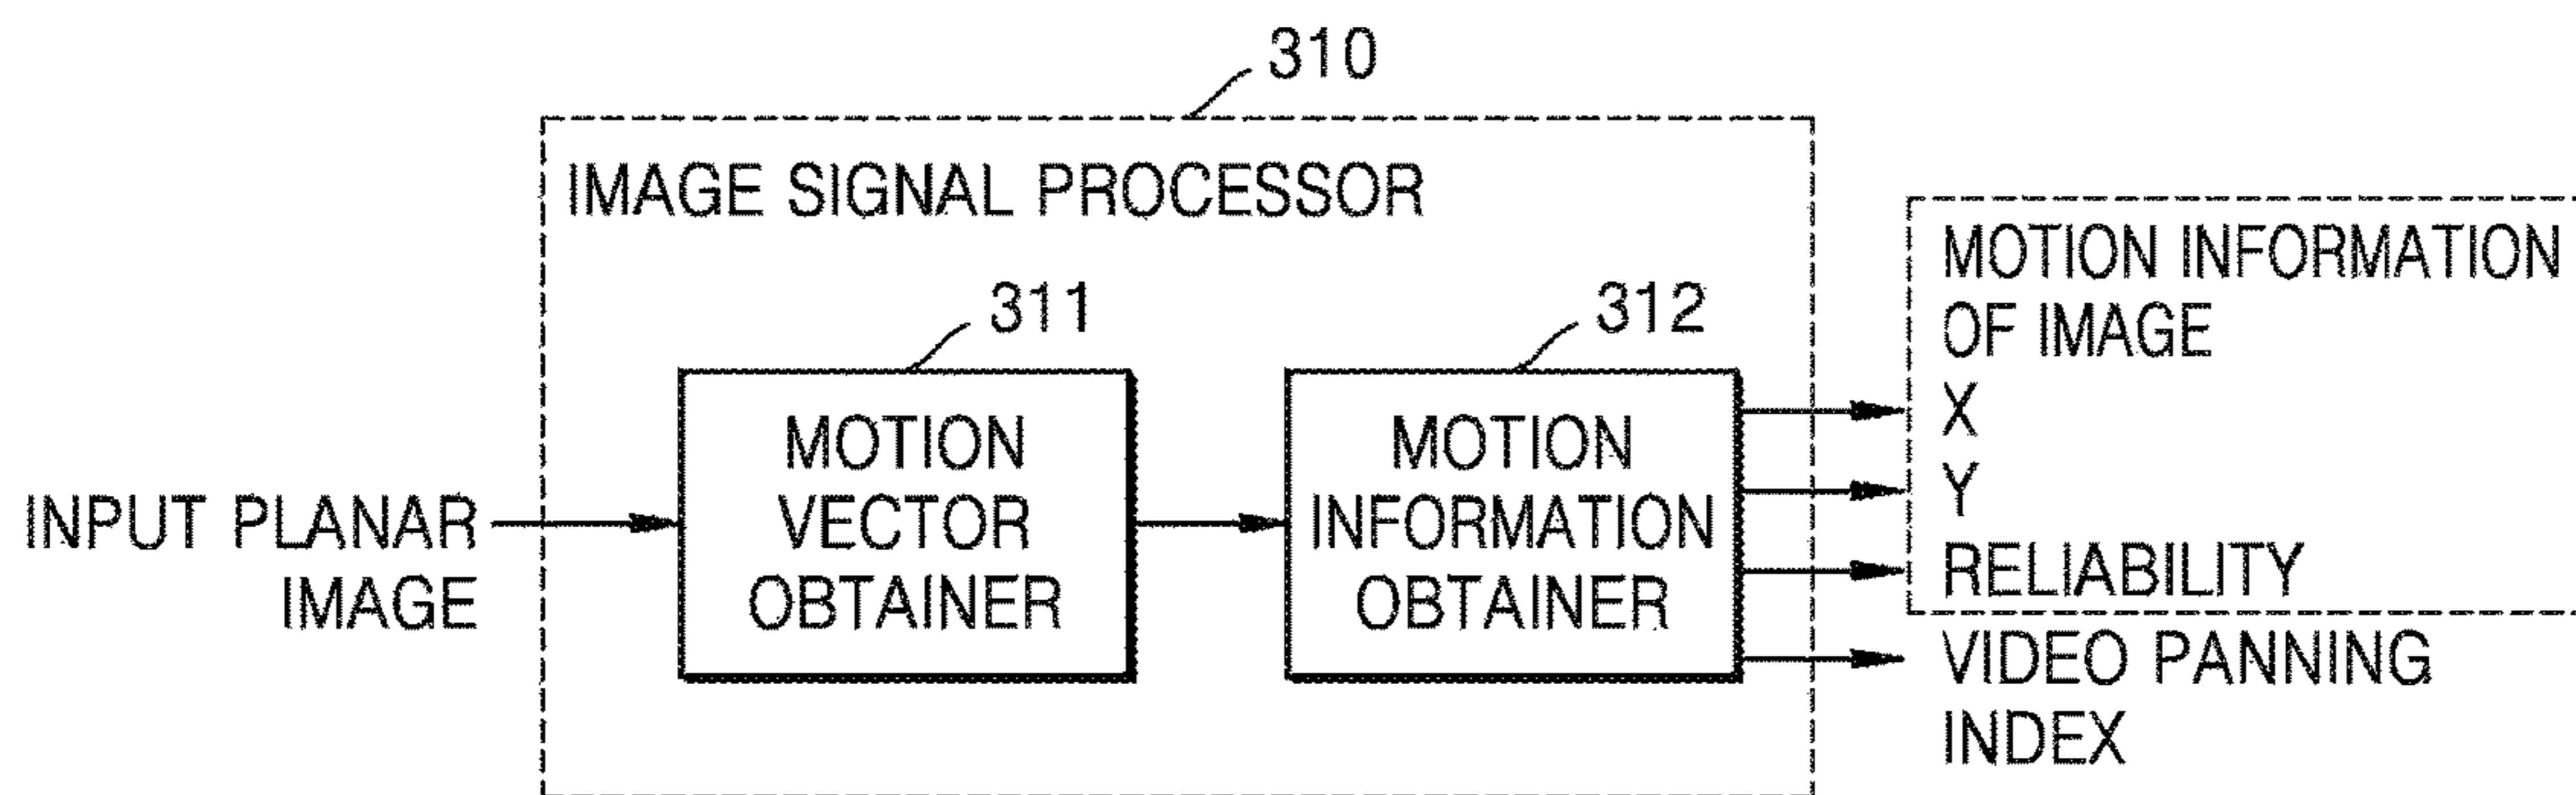 310
IMAGE SIGNAL PROCESSOR
311
312
INPUT PLANAR
IMAGE
MOTION
VECTOR
OBTAINER
MOTION
INFORMATION
OBTAINER
MOTION INFORMATION
OF IMAGE
X
Y
RELIABILITY
VIDEO PANNING
INDEX